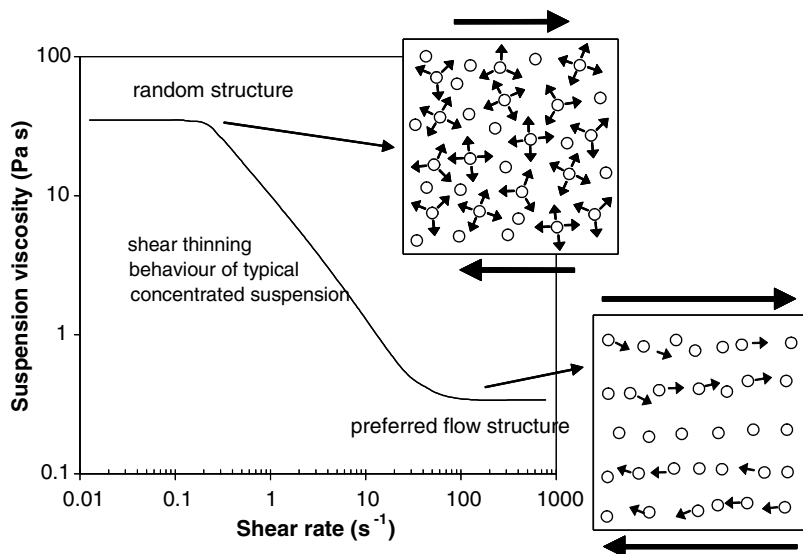 100
random structure
10
shear thinning
behaviour of typical
concentrated suspension
1
preferred flow structure
0.1
0.01 0.1 1 10 100 1000
Shear rate (s⁻¹)
Suspension viscosity (Pa s)